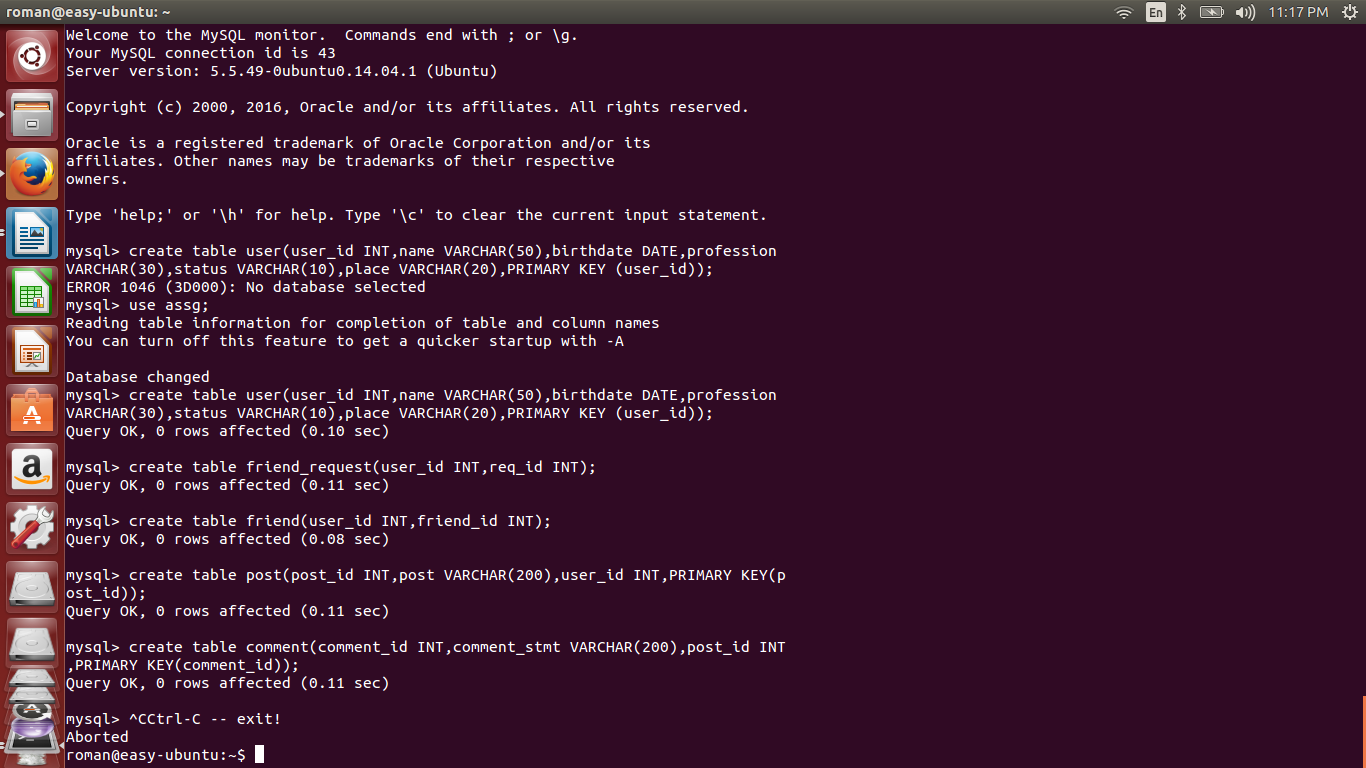 roman@easy-ubuntu: ~
En
11:17 PM
Welcome to the MySQL monitor.  Commands end with ; or \g.
Your MySQL connection id is 43
Server version: 5.5.49-0ubuntu0.14.04.1 (Ubuntu)
Copyright (c) 2000, 2016, Oracle and/or its affiliates. All rights reserved.
Oracle is a registered trademark of Oracle Corporation and/or its
affiliates. Other names may be trademarks of their respective
owners.
Type 'help;' or '\h' for help. Type '\c' to clear the current input statement.
mysql> create table user(user_id INT,name VARCHAR(50),birthdate DATE,profession
VARCHAR(30),status VARCHAR(10),place VARCHAR(20),PRIMARY KEY (user_id));
ERROR 1046 (3D000): No database selected
mysql> use assg;
Reading table information for completion of table and column names
You can turn off this feature to get a quicker startup with -A
Database changed
mysql> create table user(user_id INT,name VARCHAR(50),birthdate DATE,profession
VARCHAR(30),status VARCHAR(10),place VARCHAR(20),PRIMARY KEY (user_id));
Query OK, 0 rows affected (0.10 sec)
mysql> create table friend_request(user_id INT,req_id INT);
Query OK, 0 rows affected (0.11 sec)
mysql> create table friend(user_id INT,friend_id INT);
Query OK, 0 rows affected (0.08 sec)
mysql> create table post(post_id INT,post VARCHAR(200),user_id INT,PRIMARY KEY(p
ost_id));
Query OK, 0 rows affected (0.11 sec)
mysql> create table comment(comment_id INT,comment_stmt VARCHAR(200),post_id INT
,PRIMARY KEY(comment_id));
Query OK, 0 rows affected (0.11 sec)
mysql> ^CCtrl-C -- exit!
Aborted
roman@easy-ubuntu:~$